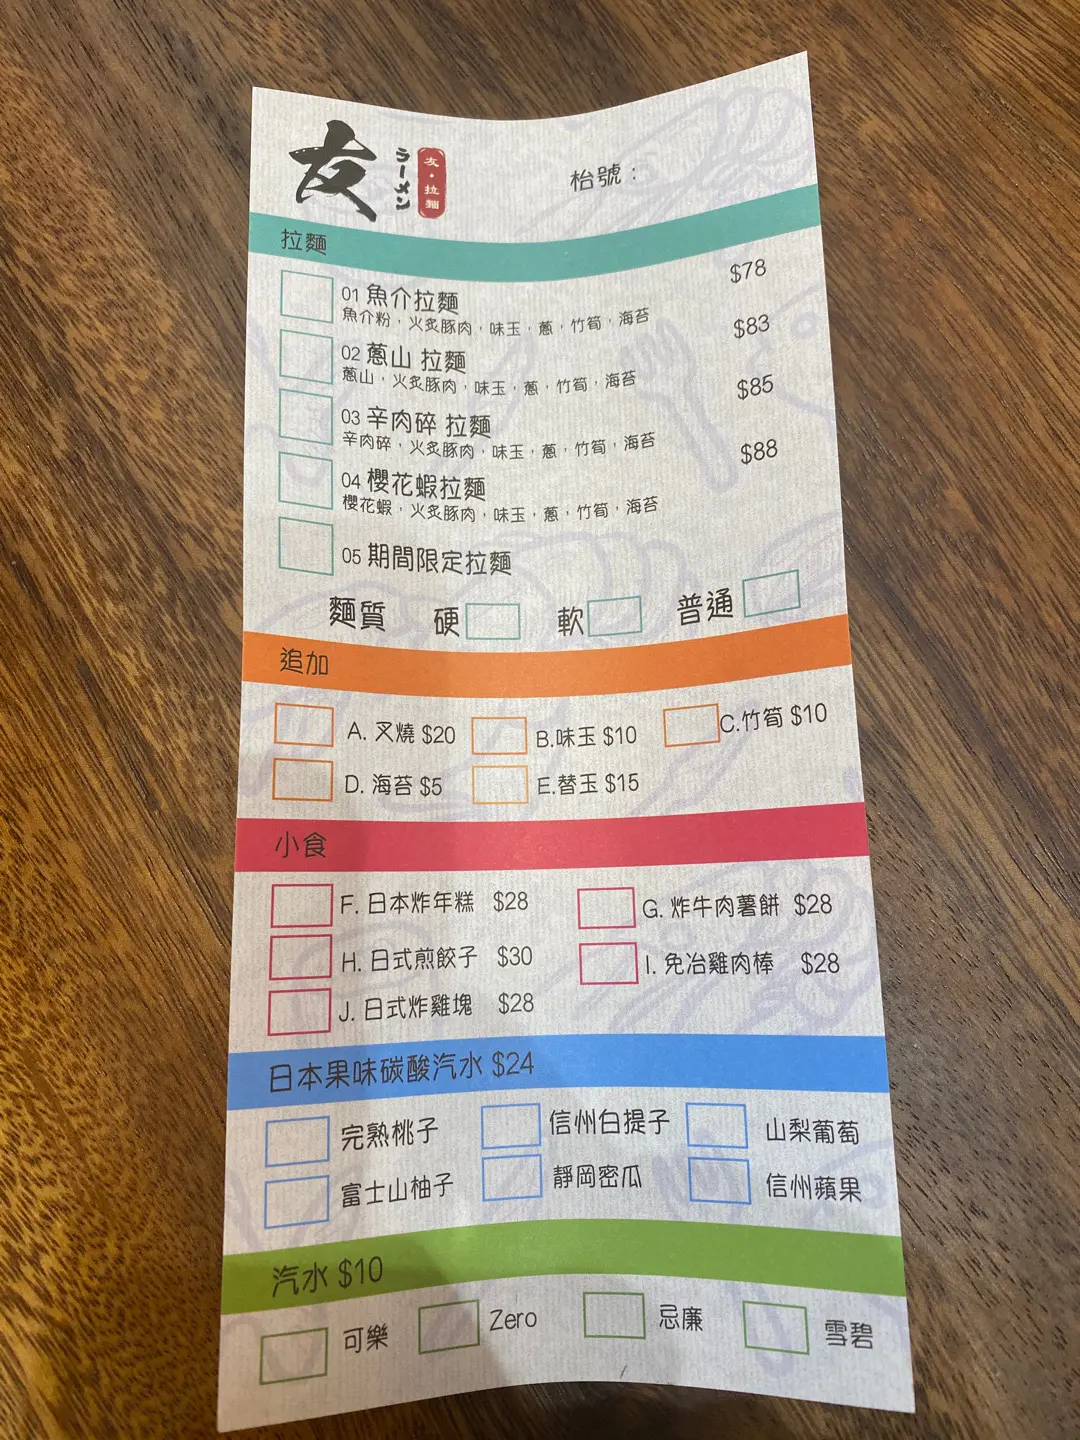 友
ラーメン
友・拉麵
枱號：
拉麵
01 魚介拉麵 $78
魚介粉，火炙豚肉，味玉，蔥，竹筍，海苔
02 蔥山 拉麵 $83
蔥山，火炙豚肉，味玉，蔥，竹筍，海苔
03 辛肉碎 拉麵 $85
辛肉碎，火炙豚肉，味玉，蔥，竹筍，海苔
04 櫻花蝦拉麵 $88
櫻花蝦，火炙豚肉，味玉，蔥，竹筍，海苔
05 期間限定拉麵
麵質 硬 軟 普通
追加
A. 叉燒 $20 B.味玉 $10 C.竹筍 $10
D. 海苔 $5 E.替玉 $15
小食
F. 日本炸年糕 $28 G. 炸牛肉薯餅 $28
H. 日式煎餃子 $30 I. 免冶雞肉棒 $28
J. 日式炸雞塊 $28
日本果味碳酸汽水 $24
完熟桃子 信州白提子 山梨葡萄
富士山柚子 靜岡密瓜 信州蘋果
汽水 $10
可樂 Zero 忌廉 雪碧